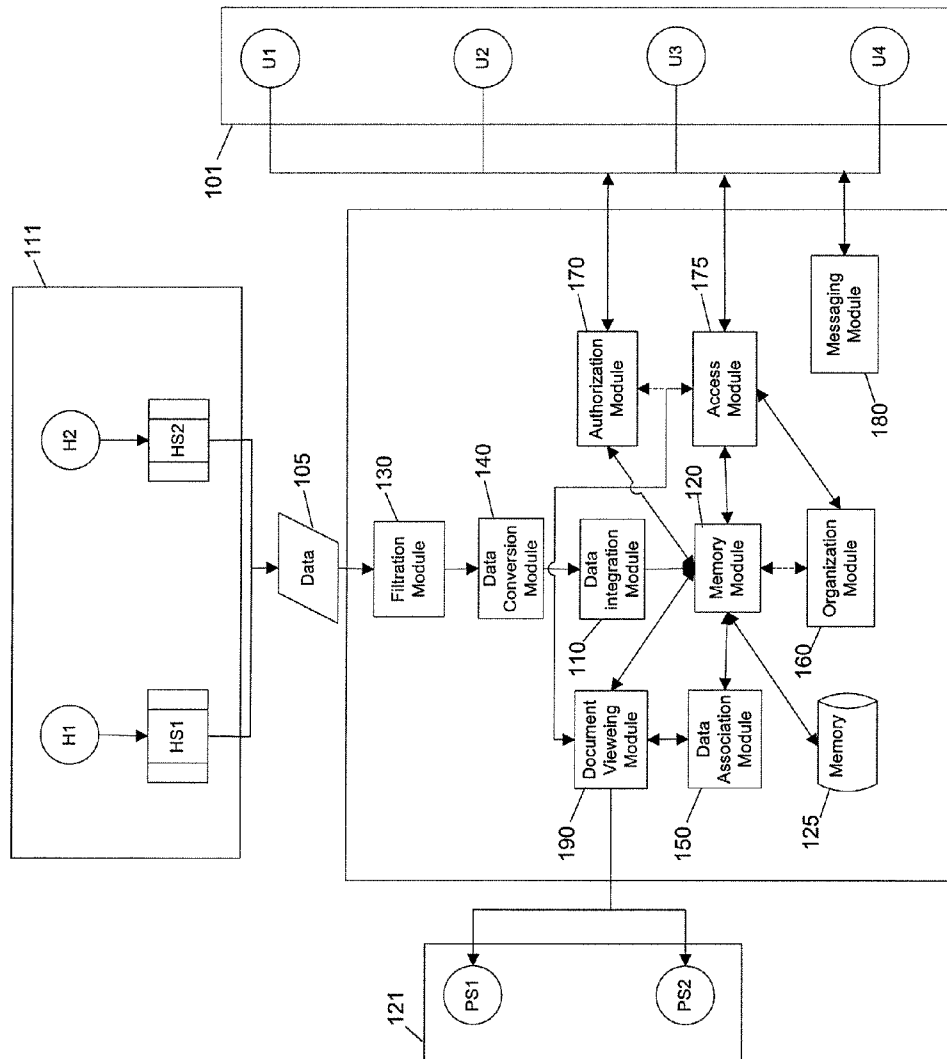 111
H1
H2
HS1
HS2
105
Data
101
U1
U2
U3
U4
130
Filtration
Module
140
Data
Conversion
Module
Data
integration
Module
110
170
Authorization
Module
Document
Vieweing
Module
190
120
Memory
Module
175
Access
Module
Data
Association
Module
150
Organization
Module
160
Messaging
Module
180
Memory
125
121
PS1
PS2